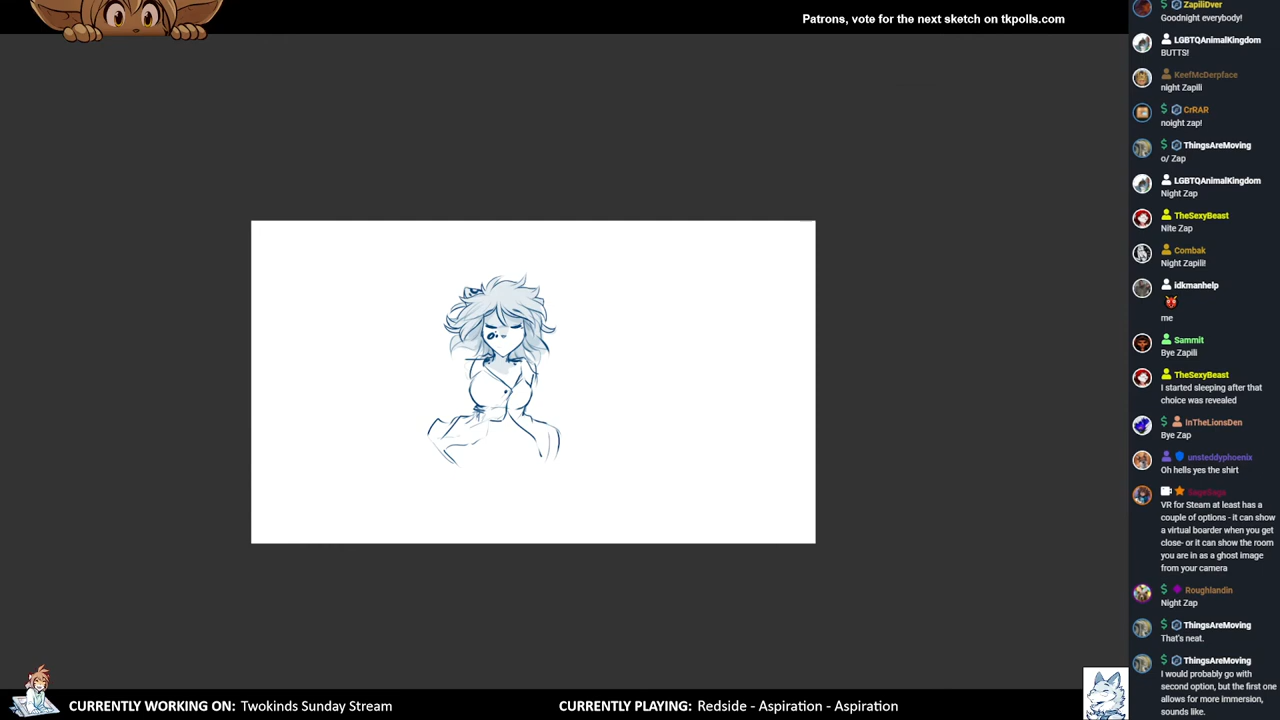 Patrons, vote for the next sketch on tkpolls.com
ZapiliDver
Goodnight everybody!
LGBTQAnimalKingdom
BUTTS!
KeefMcDerpface
night Zapili
CrRAR
noight zap!
ThingsAreMoving
o/ Zap
LGBTQAnimalKingdom
Night Zap
TheSexyBeast
Nite Zap
Combak
Night Zapili!
idkmanhelp
me
Sammit
Bye Zapili
TheSexyBeast
I started sleeping after that
choice was revealed
InTheLionsDen
Bye Zap
unsteddyphoenix
Oh hells yes the shirt
VR for Steam at least has a
couple of options - it can show
a virtual boarder when you get
close- or it can show the room
you are in as a ghost image
from your camera
Roughlandin
Night Zap
ThingsAreMoving
That's neat.
ThingsAreMoving
I would probably go with
second option, but the first one
allows for more immersion,
sounds like.
CURRENTLY WORKING ON: Twokinds Sunday Stream
CURRENTLY PLAYING: Redside - Aspiration - Aspiration